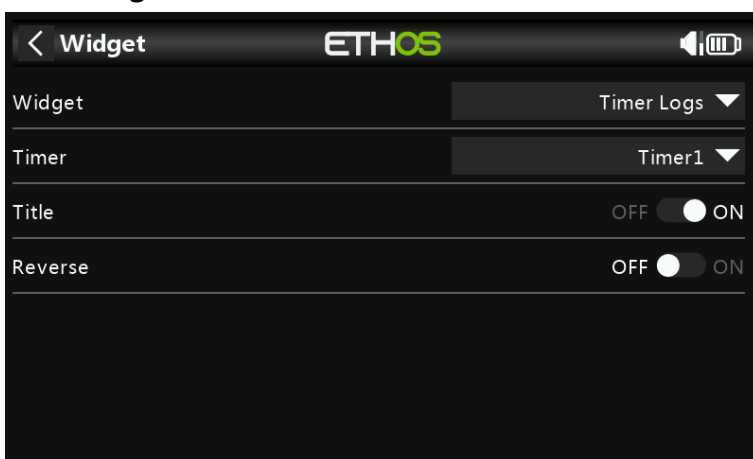 Widget ETHOS
Widget Timer Logs
Timer Timer1
Title OFF ON
Reverse OFF ON